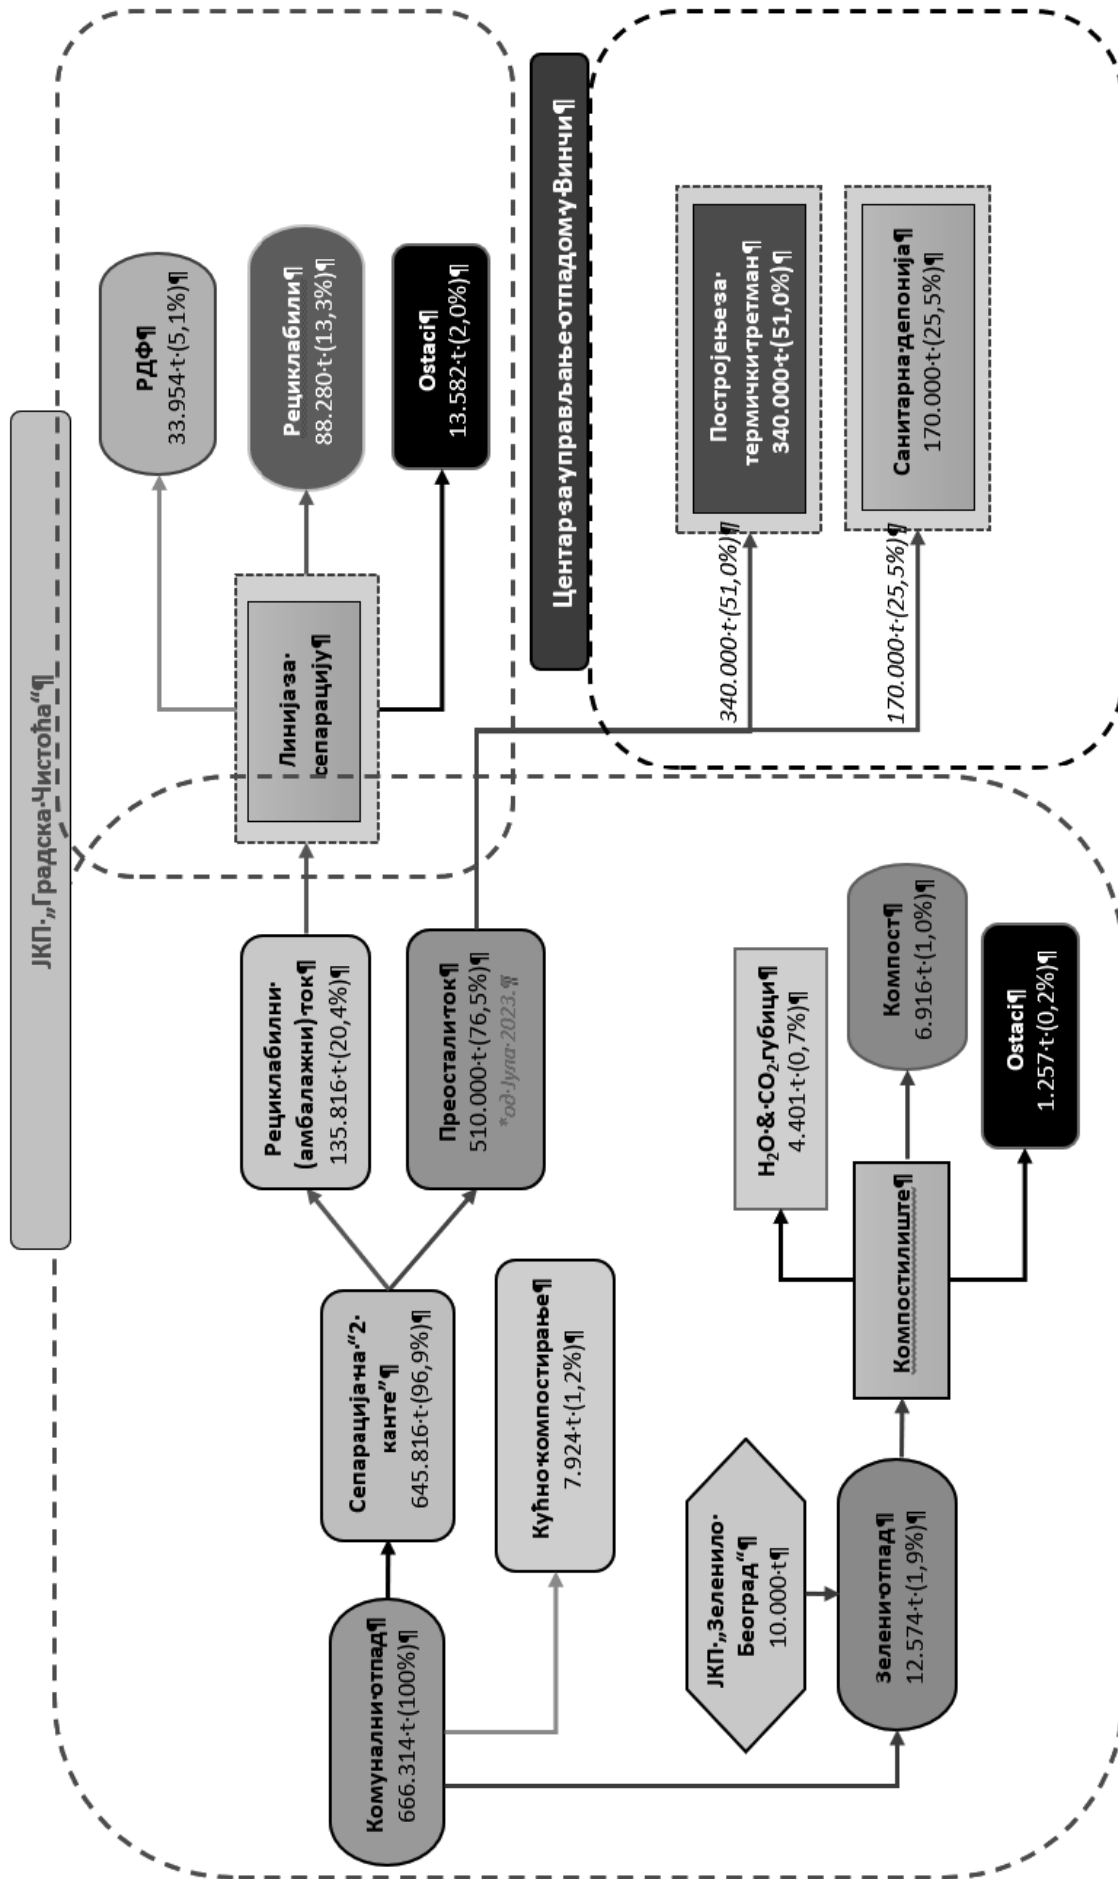 ЈКП·„Градска·Чистоћа“¶
Комунални·отпад¶
666.314·t·(100%)¶
Сепарација·на·“2·
канте”¶
645.816·t·(96,9%)¶
Кућно·компостирање¶
7.924·t·(1,2%)¶
Рециклабилни·
(амбалажни)·ток¶
135.816·t·(20,4%)¶
Преостали·ток¶
510.000·t·(76,5%)¶
*од·Јула·2023.¶
Линија·за·
сепарацију¶
РДФ¶
33.954·t·(5,1%)¶
Рециклабили¶
88.280·t·(13,3%)¶
Ostaci¶
13.582·t·(2,0%)¶
Центар·за·управљање·отпадом·у·Винчи¶
340.000·t·(51,0%)¶
Постројење·за·
термички·третман¶
340.000·t·(51,0%)¶
170.000·t·(25,5%)¶
Санитарна·депонија¶
170.000·t·(25,5%)¶
ЈКП·„Зеленило·
Београд“¶
10.000·t¶
Зелени·отпад¶
12.574·t·(1,9%)¶
Компостилиште¶
H₂O·&·CO₂·губици¶
4.401·t·(0,7%)¶
Компост¶
6.916·t·(1,0%)¶
Ostaci¶
1.257·t·(0,2%)¶